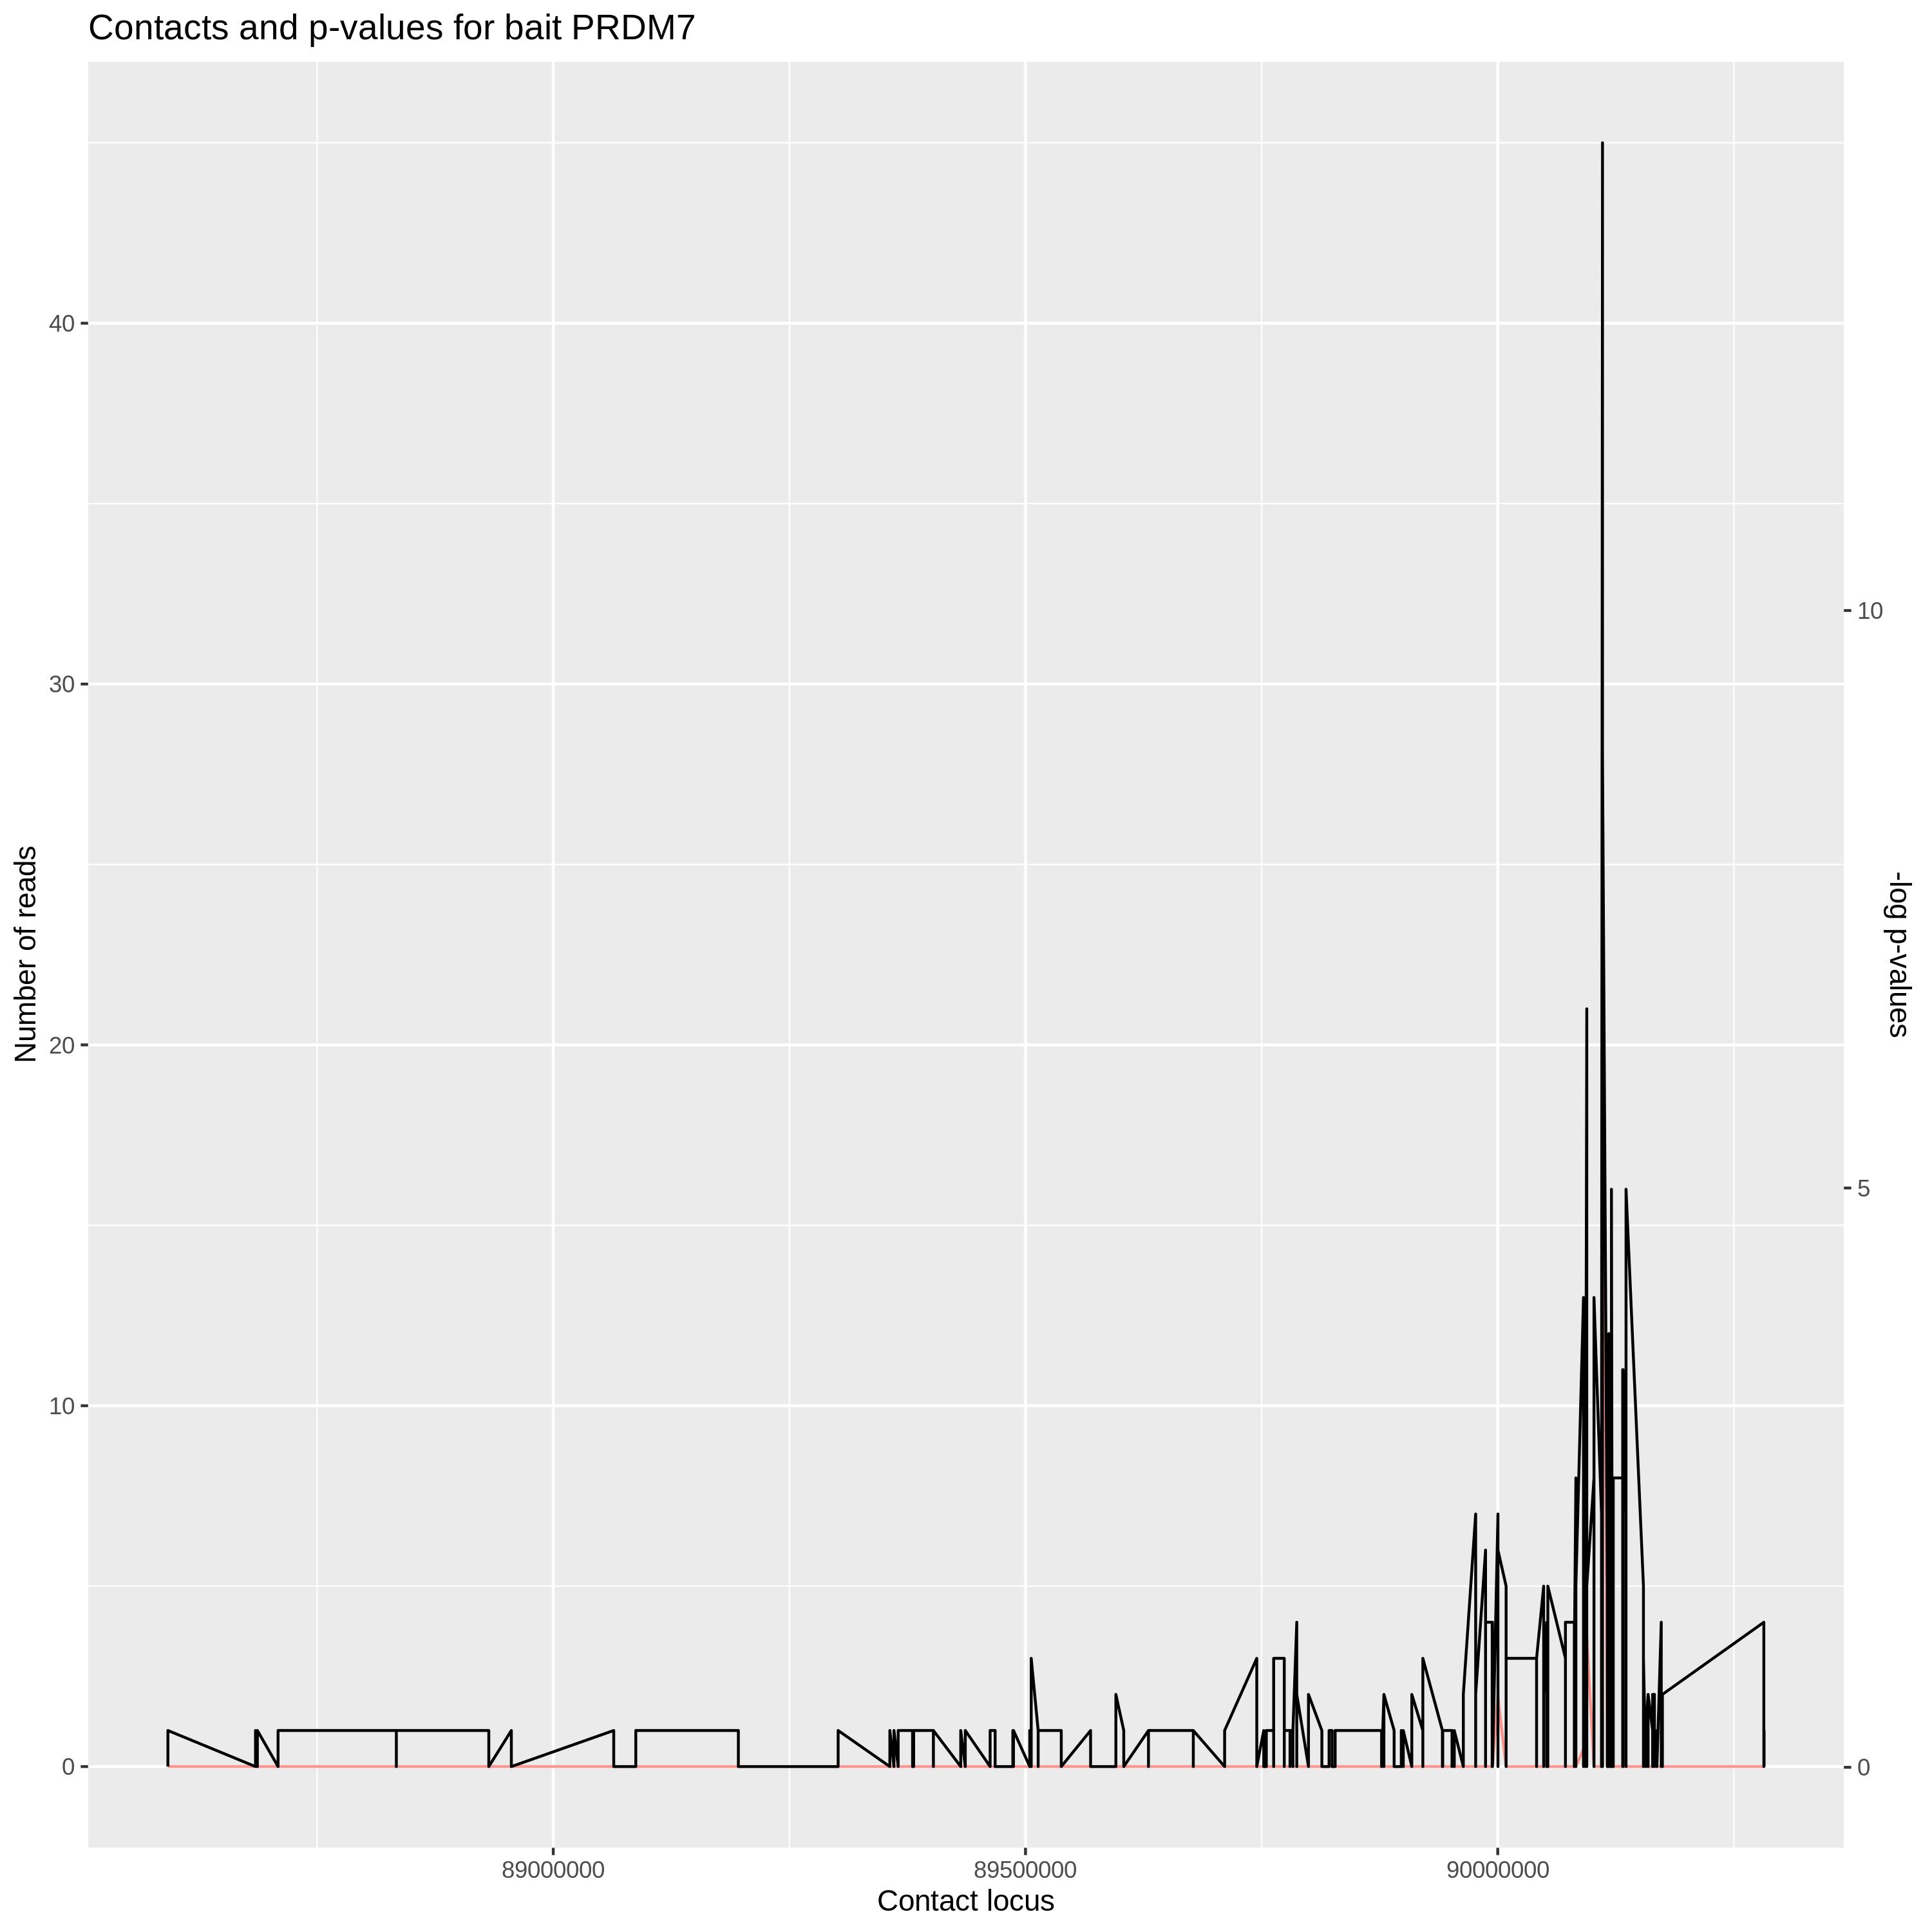 Contacts and p-values for bait PRDM7
Number of reads
40
30
20
10
0
10
5
0
-log p-values
89000000
89500000
90000000
Contact locus